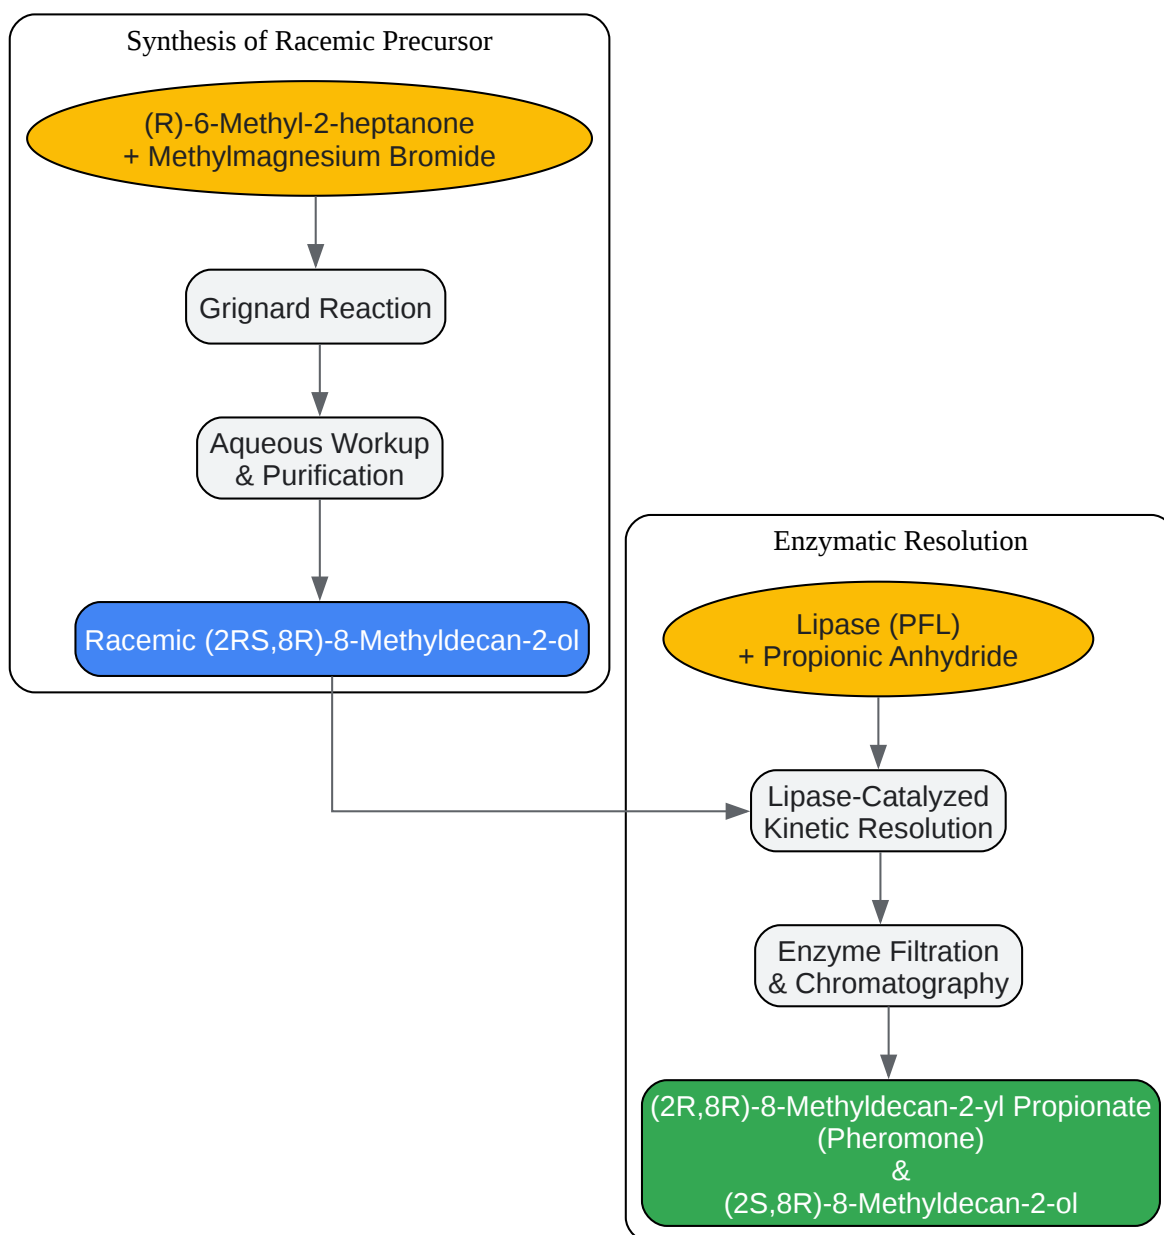 Synthesis of Racemic Precursor
(R)-6-Methyl-2-heptanone
+ Methylmagnesium Bromide
Grignard Reaction
Aqueous Workup
& Purification
Racemic (2RS,8R)-8-Methyldecan-2-ol
Enzymatic Resolution
Lipase (PFL)
+ Propionic Anhydride
Lipase-Catalyzed
Kinetic Resolution
Enzyme Filtration
& Chromatography
(2R,8R)-8-Methyldecan-2-yl Propionate
(Pheromone)
&
(2S,8R)-8-Methyldecan-2-ol